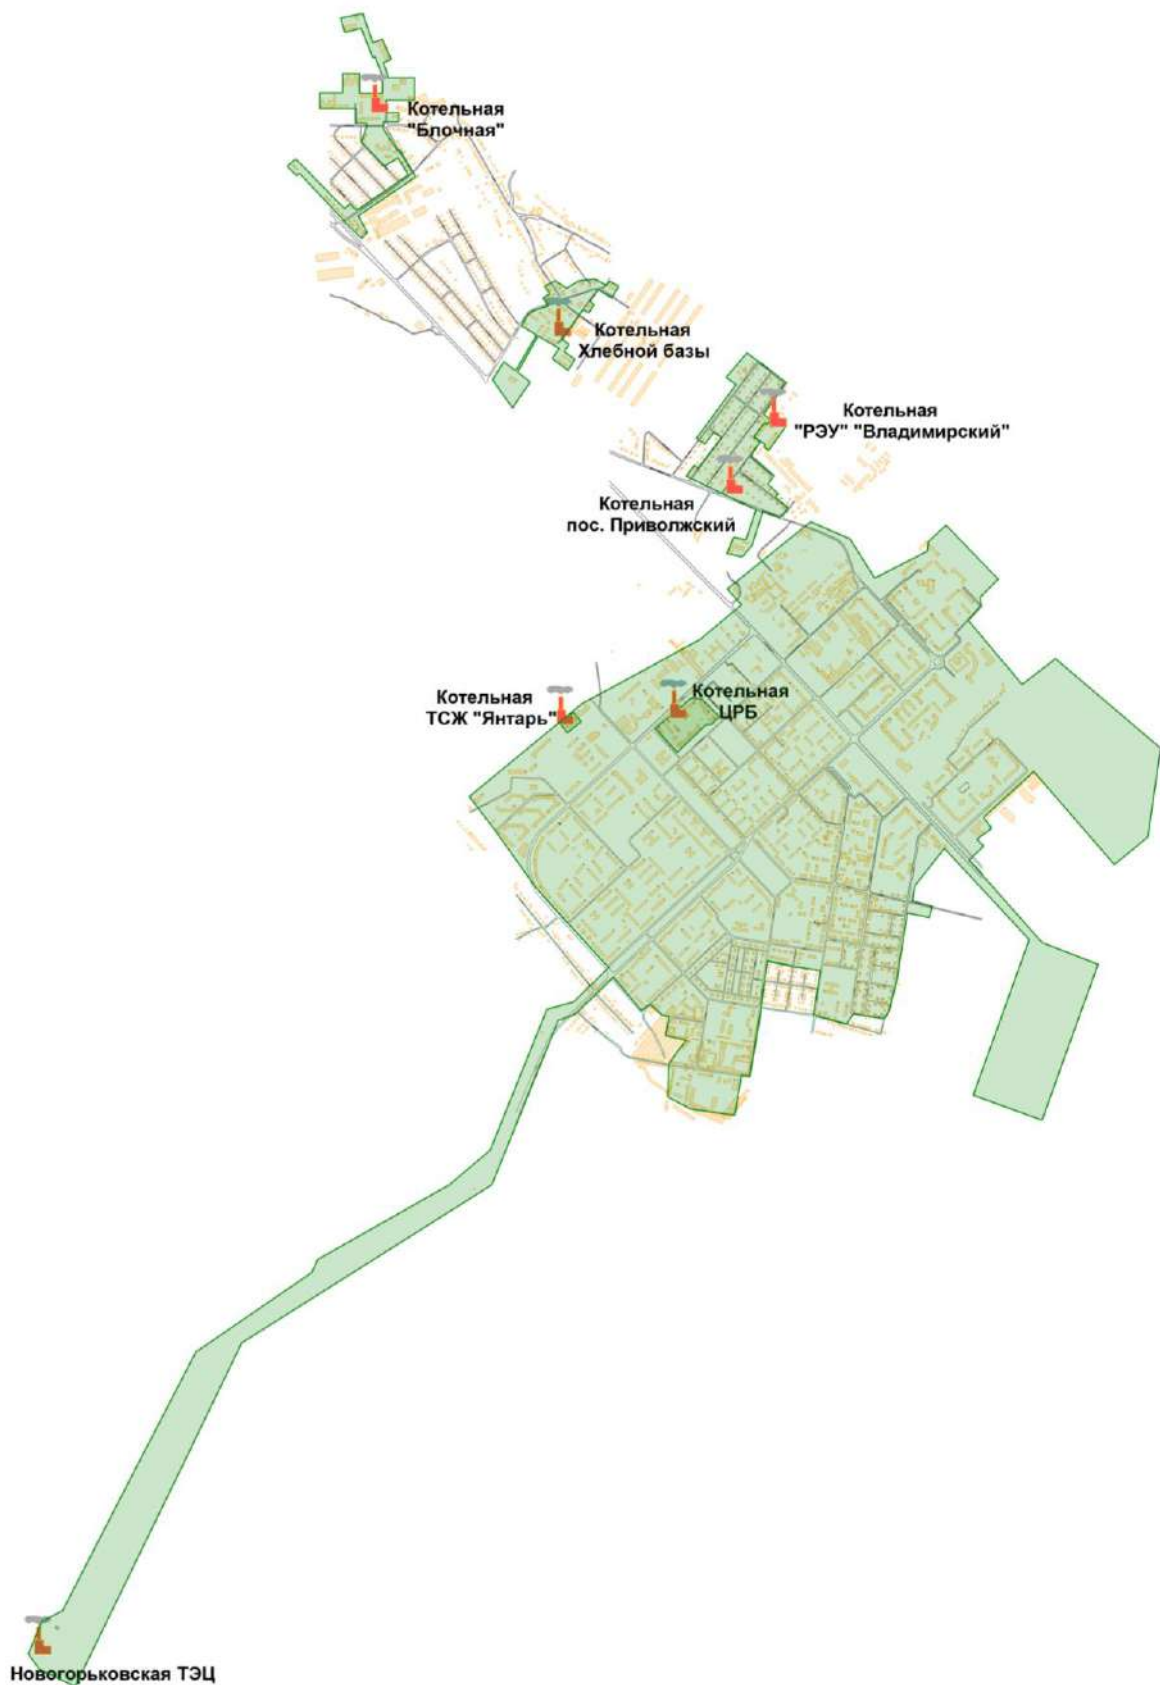 Котельная
"Блочная"
Котельная
Хлебной базы
Котельная
"РЭУ" "Владимирский"
Котельная
пос. Приволжский
Котельная
ТСЖ "Янтарь"
Котельная
ЦРБ
Новогорьковская ТЭЦ